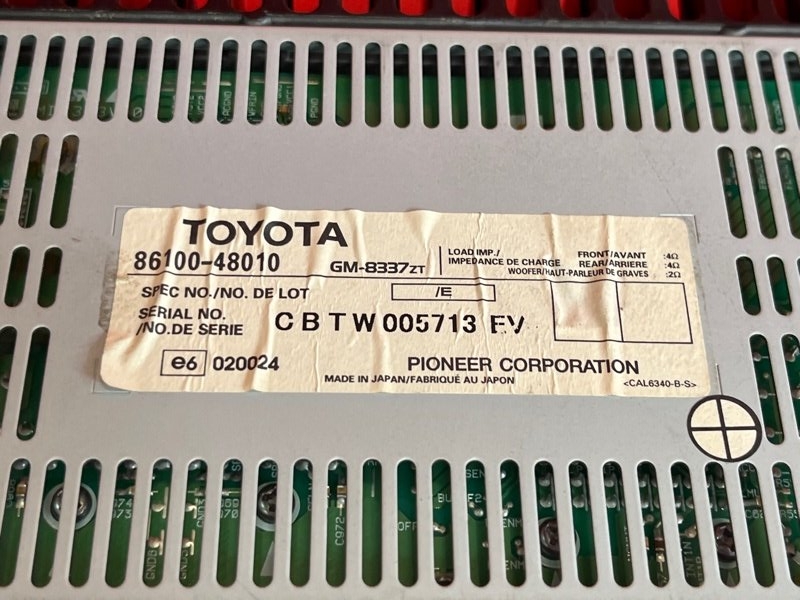 TOYOTA
86100-48010 GM-8337ZT
LOAD IMP./ FRONT/AVANT :4Ω
IMPEDANCE DE CHARGE REAR/ARRIERE :4Ω
WOOFER/HAUT-PARLEUR DE GRAVES :2Ω
SPEC NO./NO. DE LOT /E
SERIAL NO.
/NO. DE SERIE CBTW005713 EV
e6 020024 PIONEER CORPORATION
MADE IN JAPAN/FABRIQUÉ AU JAPON <CAL6340-B-S>